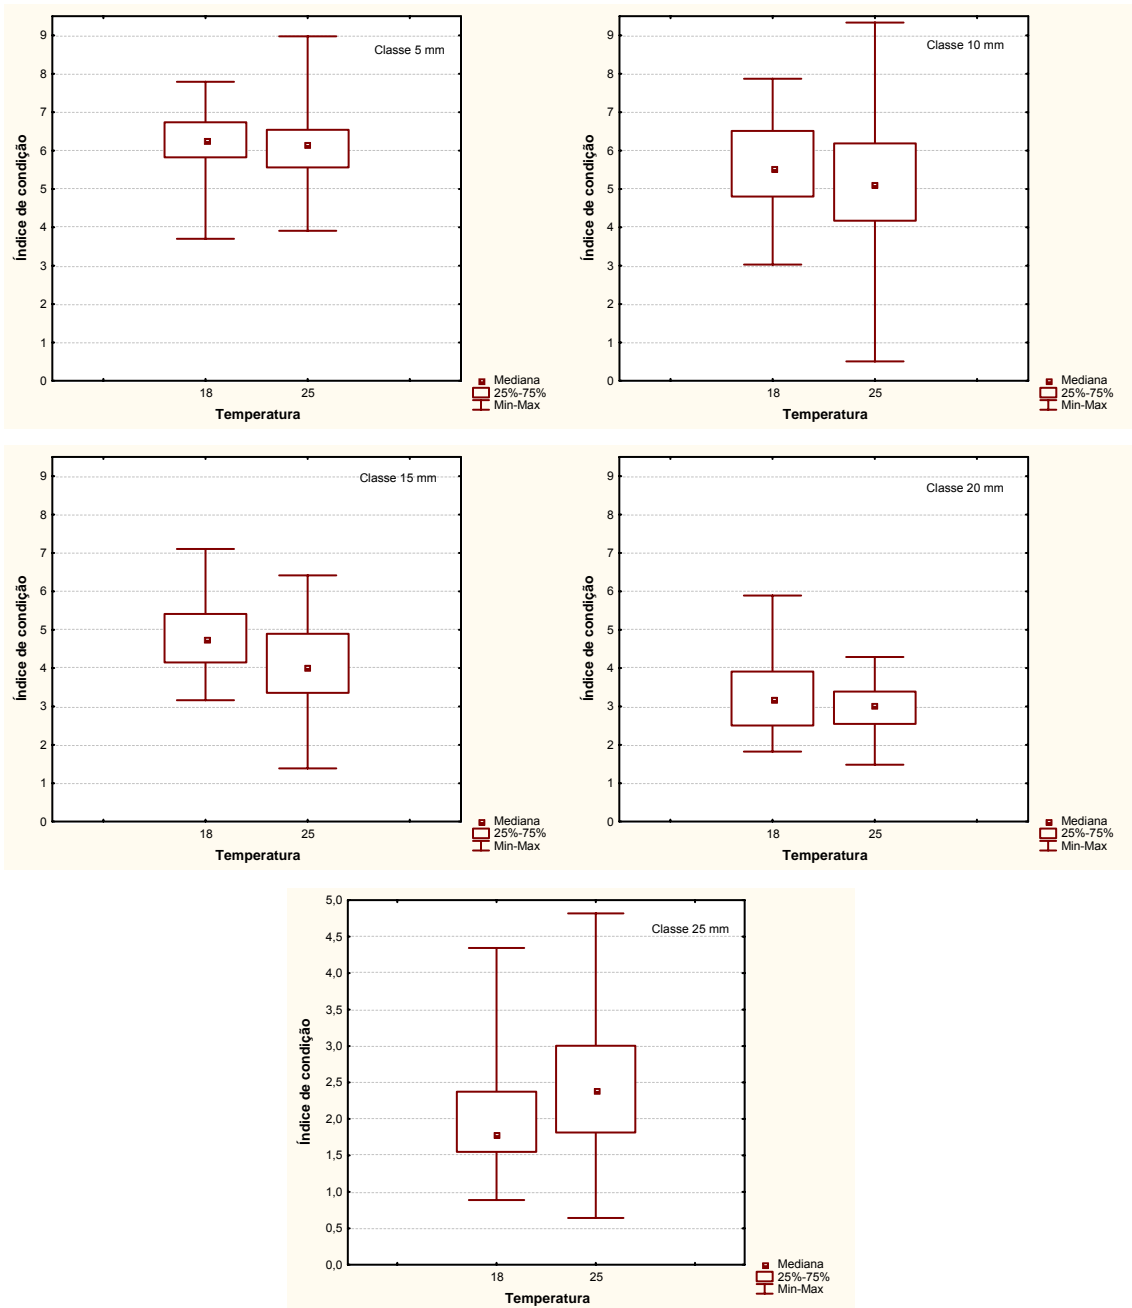 Classe 5 mm
Índice de condição
9
8
7
6
5
4
3
2
1
0
18
25
Temperatura
Mediana
25%-75%
Min-Max
Classe 10 mm
Índice de condição
9
8
7
6
5
4
3
2
1
0
18
25
Temperatura
Mediana
25%-75%
Min-Max
Classe 15 mm
Índice de condição
9
8
7
6
5
4
3
2
1
0
18
25
Temperatura
Mediana
25%-75%
Min-Max
Classe 20 mm
Índice de condição
9
8
7
6
5
4
3
2
1
0
18
25
Temperatura
Mediana
25%-75%
Min-Max
Classe 25 mm
Índice de condição
5,0
4,5
4,0
3,5
3,0
2,5
2,0
1,5
1,0
0,5
0,0
18
25
Temperatura
Mediana
25%-75%
Min-Max